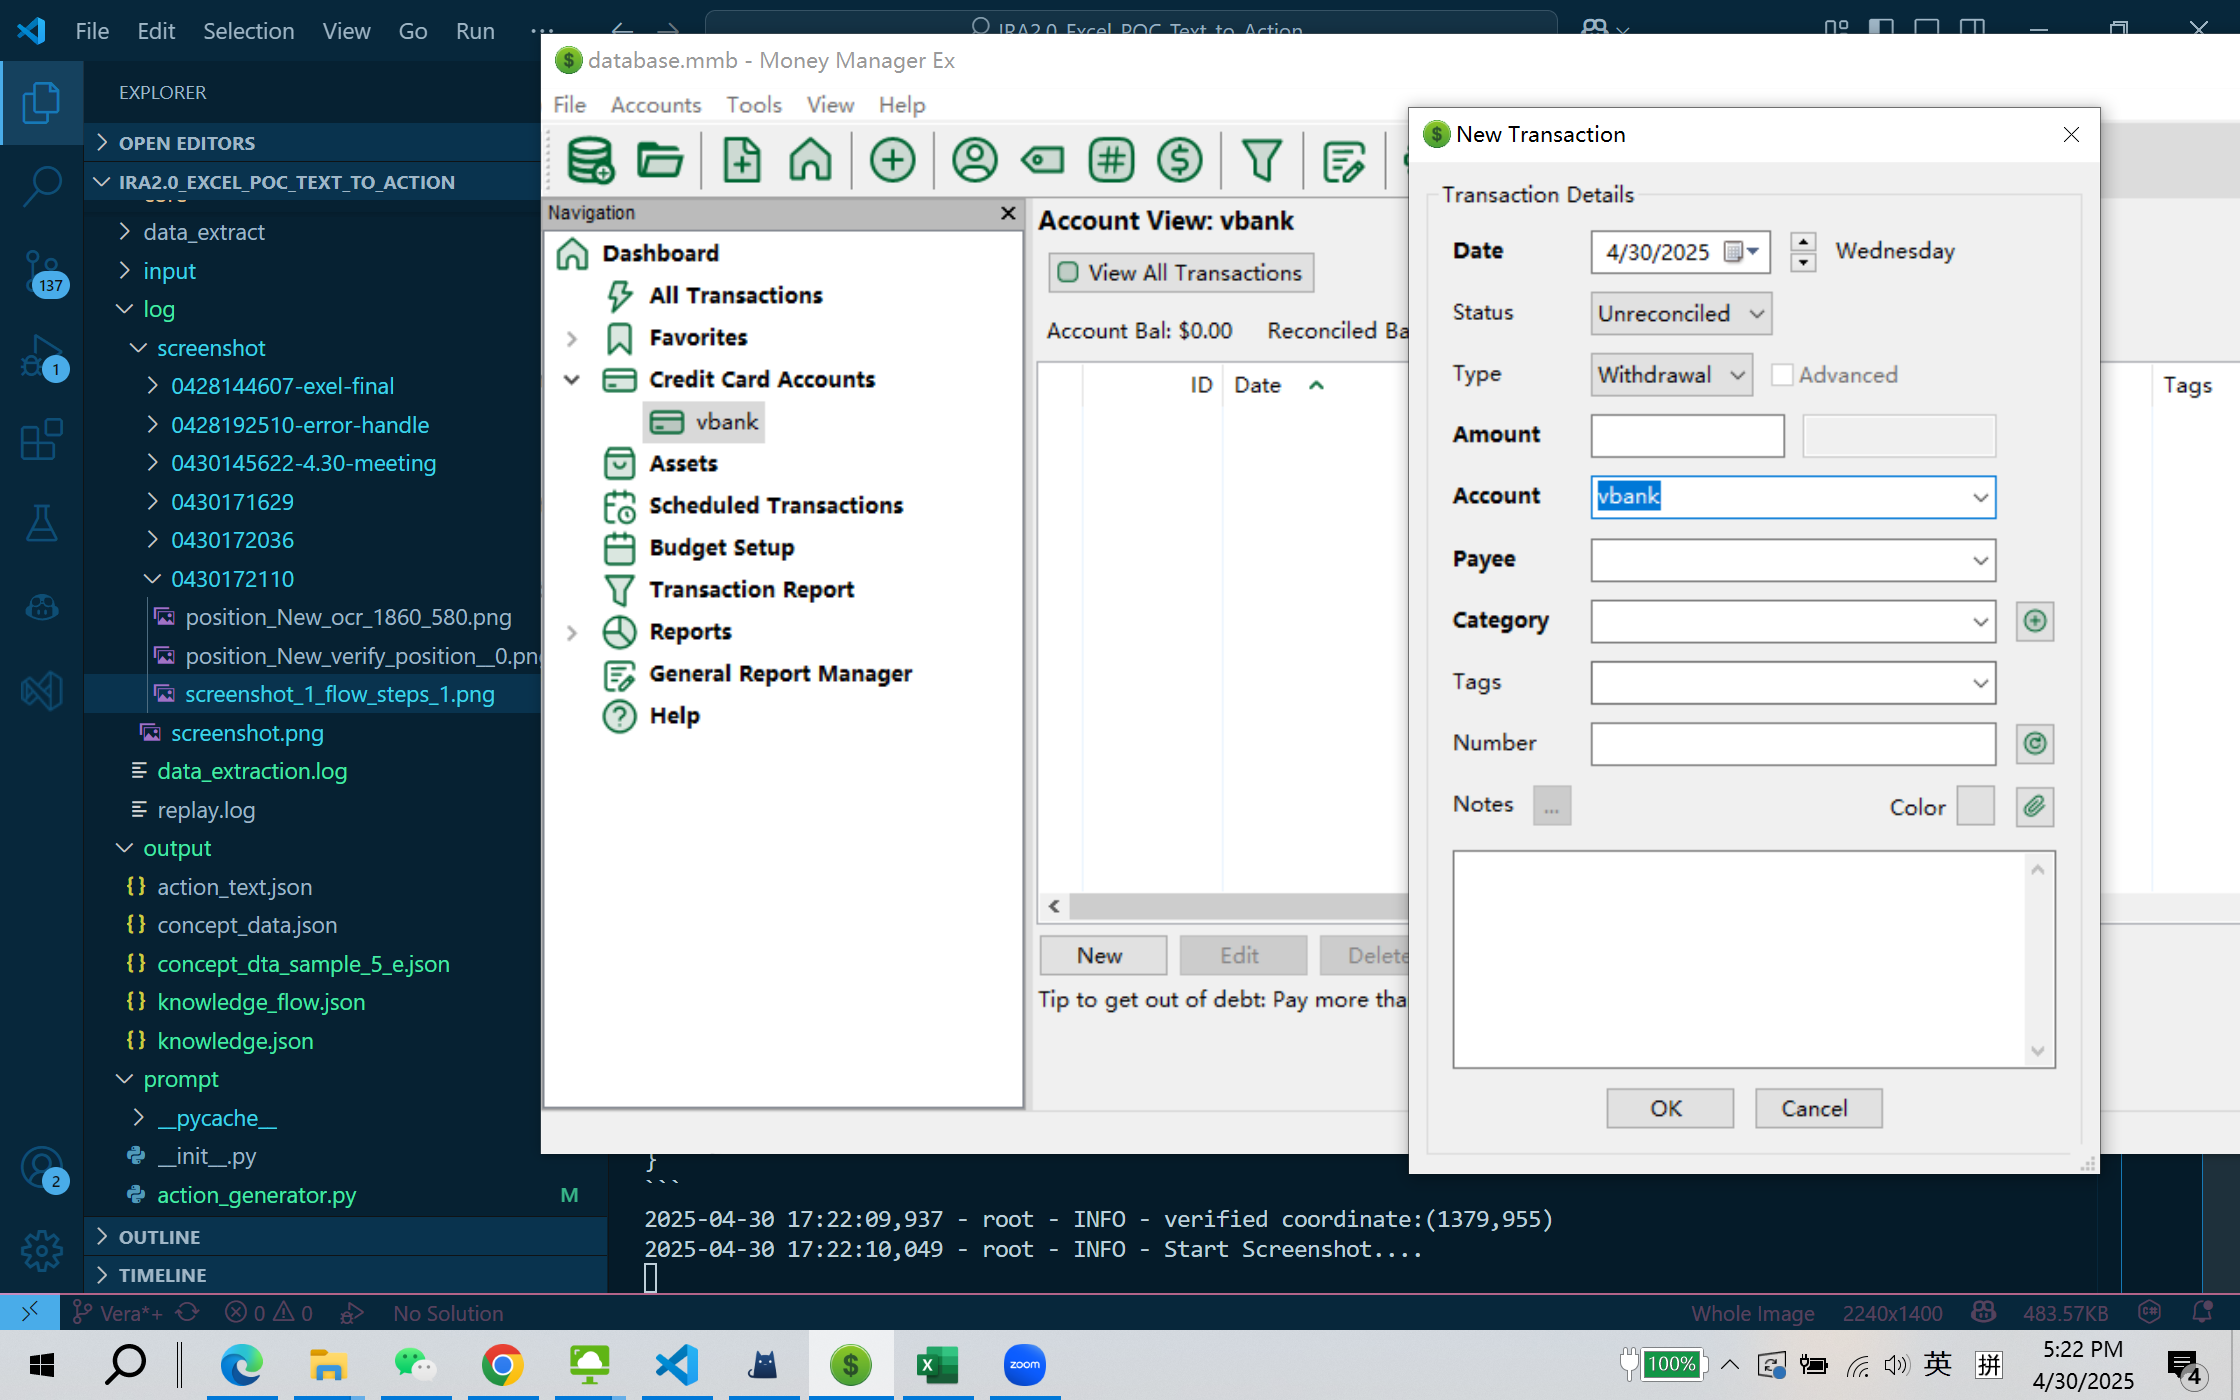 File Edit Selection View Go Run ...
IRA2.0_Excel_POC_Text_to_Action
EXPLORER
OPEN EDITORS
IRA2.0_EXCEL_POC_TEXT_TO_ACTION
data_extract
input
log
screenshot
0428144607-exel-final
0428192510-error-handle
0430145622-4.30-meeting
0430171629
0430172036
0430172110
position_New_ocr_1860_580.png
position_New_verify_position__0.pn
screenshot_1_flow_steps_1.png
screenshot.png
data_extraction.log
replay.log
output
action_text.json
concept_data.json
concept_dta_sample_5_e.json
knowledge_flow.json
knowledge.json
prompt
__pycache__
__init__.py
action_generator.py M
OUTLINE
TIMELINE
137
1
2
database.mmb - Money Manager Ex
File Accounts Tools View Help
Navigation
Dashboard
All Transactions
Favorites
Credit Card Accounts
vbank
Assets
Scheduled Transactions
Budget Setup
Transaction Report
Reports
General Report Manager
Help
Account View: vbank
View All Transactions
Account Bal: $0.00 Reconciled Ba
ID Date Tags
New Edit Delete
Tip to get out of debt: Pay more tha
New Transaction
Transaction Details
Date 4/30/2025 Wednesday
Status Unreconciled
Type Withdrawal Advanced
Amount
Account vbank
Payee
Category
Tags
Number
Notes ... Color
OK Cancel
}
```
2025-04-30 17:22:09,937 - root - INFO - verified coordinate:(1379,955)
2025-04-30 17:22:10,049 - root - INFO - Start Screenshot....
Vera*+ 0 0 No Solution Whole Image 2240x1400 483.57KB
zoom
100% 英 拼
5:22 PM
4/30/2025
4